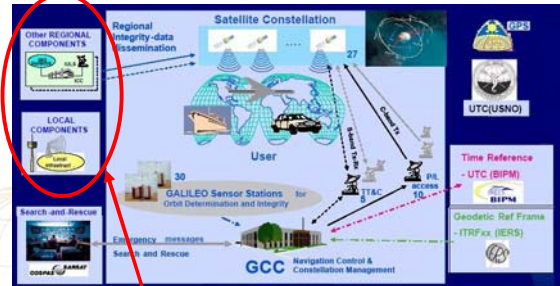 Other REGIONAL
COMPONENTS
ULS
ICC
LOCAL
COMPONENTS
Local
Search-and-Rescue
COSPAS SARSAT
Regional
Integrity-data
Dissemination
Satellite Constellation
27
....
User
C-band Tx
S-band Tx-Rx
30
GALILEO Sensor Stations for
Orbit Determination and Integrity
TT&C
5
P/L
access
10
Emergency messages
Search and Rescue
GCC
Navigation Control &
Constellation Management
GPS
UTC(USNO)
Time Reference
- UTC (BIPM)
BIPM
Geodetic Ref Frame
- ITRFxx (IERS)